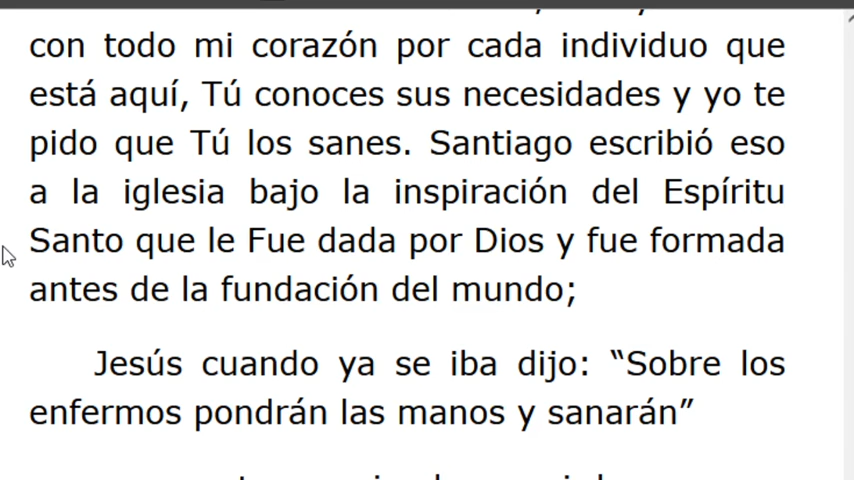 con todo mi corazón por cada individuo que
está aquí, Tú conoces sus necesidades y yo te
pido que Tú los sanes. Santiago escribió eso
a la iglesia bajo la inspiración del Espíritu
Santo que le Fue dada por Dios y fue formada
antes de la fundación del mundo;
Jesús cuando ya se iba dijo: “Sobre los
enfermos pondrán las manos y sanarán”